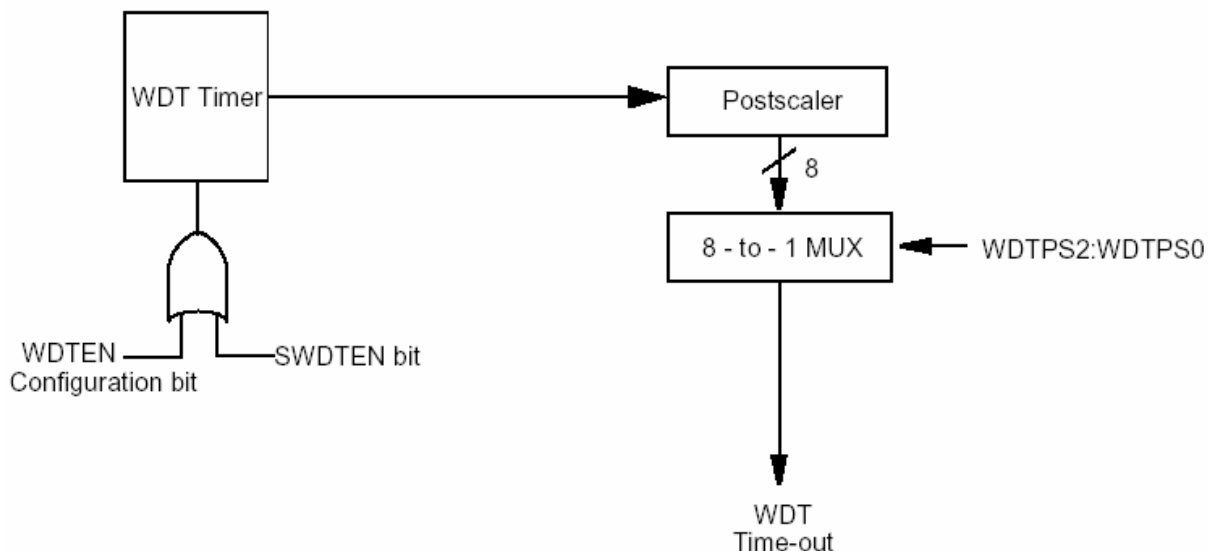 WDT Timer
Postscaler
8
8 - to - 1 MUX
WDTPS2:WDTPS0
WDTEN
Configuration bit
SWDTEN bit
WDT
Time-out